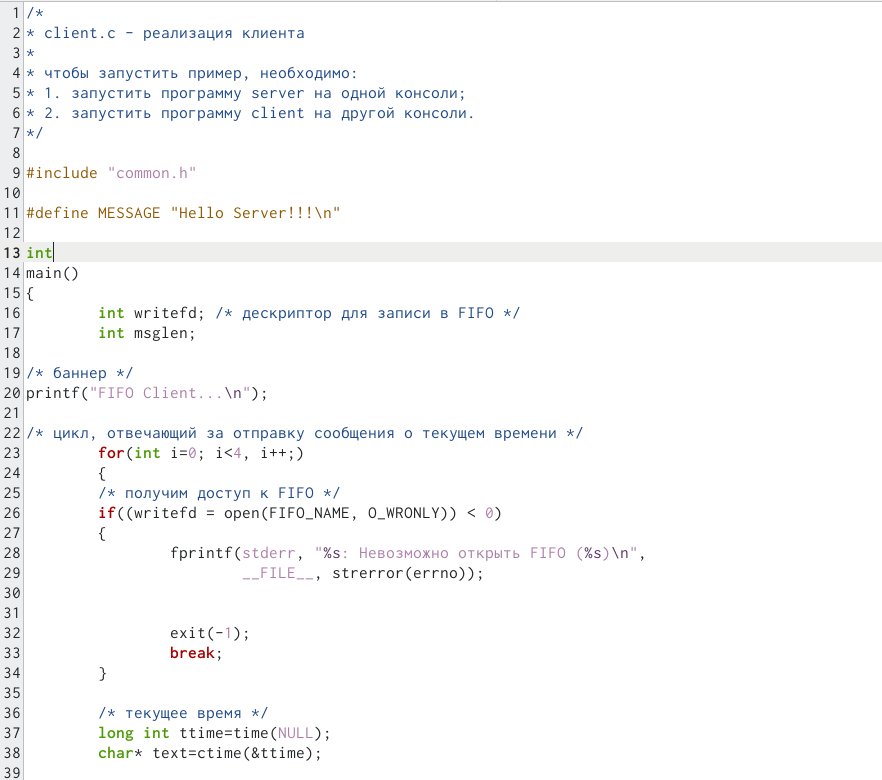 1 /*
2 * client.c - реализация клиента
3 *
4 * чтобы запустить пример, необходимо:
5 * 1. запустить программу server на одной консоли;
6 * 2. запустить программу client на другой консоли.
7 */
8
9 #include "common.h"
10
11 #define MESSAGE "Hello Server!!!\n"
12
13 int
14 main()
15 {
16 int writefd; /* дескриптор для записи в FIFO */
17 int msglen;
18
19 /* баннер */
20 printf("FIFO Client...\n");
21
22 /* цикл, отвечающий за отправку сообщения о текущем времени */
23 for(int i=0; i<4, i++;)
24 {
25 /* получим доступ к FIFO */
26 if((writefd = open(FIFO_NAME, O_WRONLY)) < 0)
27 {
28 fprintf(stderr, "%s: Невозможно открыть FIFO (%s)\n",
29 __FILE__, strerror(errno));
30
31
32 exit(-1);
33 break;
34 }
35
36 /* текущее время */
37 long int ttime=time(NULL);
38 char* text=ctime(&ttime);
39